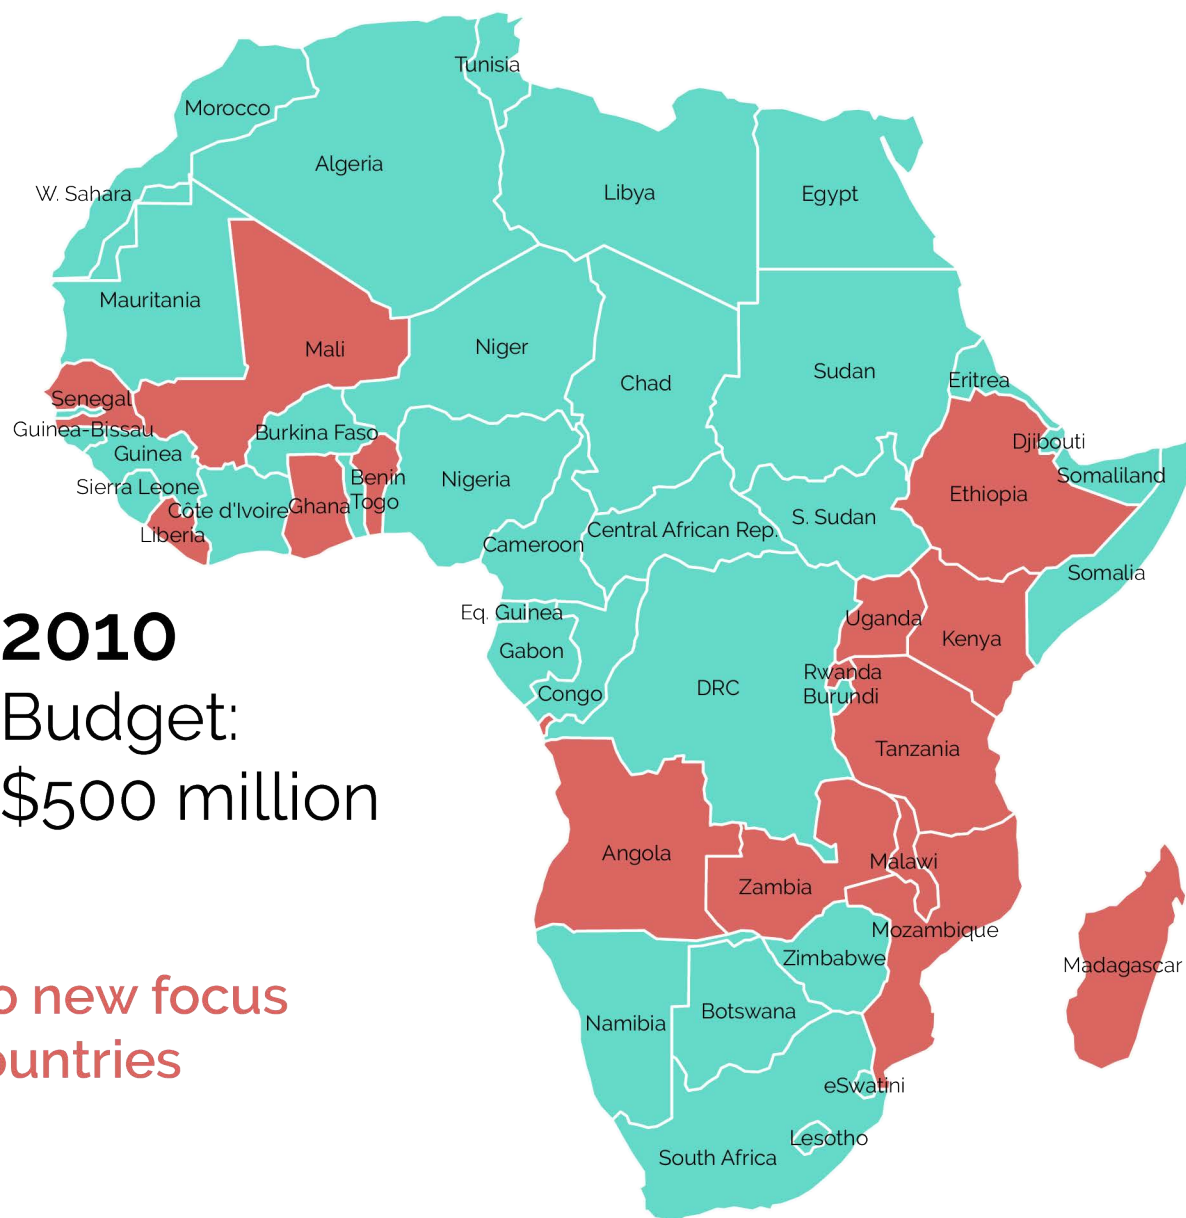 Tunisia
Morocco
Algeria
W. Sahara
Libya
Egypt
Mauritania
Mali
Niger
Chad
Sudan
Eritrea
Senegal
Guinea-Bissau
Burkina Faso
Djibouti
Guinea
Somaliland
Sierra Leone
Benin
Nigeria
Ethiopia
Côte d'Ivoire
Ghana
Togo
S. Sudan
Liberia
Central African Rep.
Cameroon
Somalia
Eq. Guinea
Uganda
Kenya
Gabon
Rwanda
Congo
DRC
Burundi
Tanzania
2010
Budget:
$500 million
Angola
Malawi
Zambia
Mozambique
Zimbabwe
Madagascar
new focus
Botswana
Namibia
ountries
eSwatini
Lesotho
South Africa